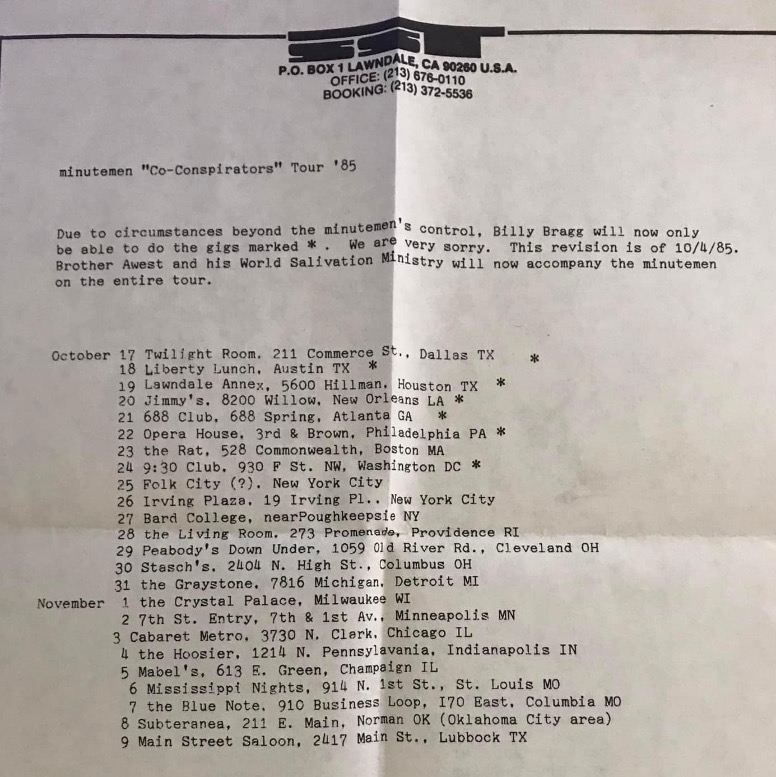 SST
P.O. BOX 1 LAWNDALE, CA 90260 U.S.A.
OFFICE: (213) 676-0110
BOOKING: (213) 372-5536
minutemen "Co-Conspirators" Tour '85
Due to circumstances beyond the minutemen's control, Billy Bragg will now only
be able to do the gigs marked * . We are very sorry. This revision is of 10/4/85.
Brother Awest and his World Salivation Ministry will now accompany the minutemen
on the entire tour.
October 17 Twilight Room. 211 Commerce St., Dallas TX *
18 Liberty Lunch, Austin TX *
19 Lawndale Annex, 5600 Hillman. Houston TX *
20 Jimmy's. 8200 Willow, New Orleans LA *
21 688 Club, 688 Spring, Atlanta GA *
22 Opera House, 3rd & Brown, Philadelphia PA *
23 the Rat, 528 Commonwealth, Boston MA
24 9:30 Club, 930 F St. NW, Washington DC *
25 Folk City (?). New York City
26 Irving Plaza. 19 Irving Pl.. New York City
27 Bard College, nearPoughkeepsie NY
28 the Living Room. 273 Promenade, Providence RI
29 Peabody's Down Under, 1059 Old River Rd., Cleveland OH
30 Stasch's. 2404 N. High St., Columbus OH
31 the Graystone. 7816 Michigan. Detroit MI
November 1 the Crystal Palace, Milwaukee WI
2 7th St. Entry, 7th & 1st Av., Minneapolis MN
3 Cabaret Metro. 3730 N. Clark, Chicago IL
4 the Hoosier, 1214 N. Pennsylavania, Indianapolis IN
5 Mabel's, 613 E. Green, Champaign IL
6 Mississippi Nights, 914 N. 1st St., St. Louis MO
7 the Blue Note. 910 Business Loop, I70 East, Columbia MO
8 Subteranea, 211 E. Main, Norman OK (Oklahoma City area)
9 Main Street Saloon, 2417 Main St., Lubbock TX